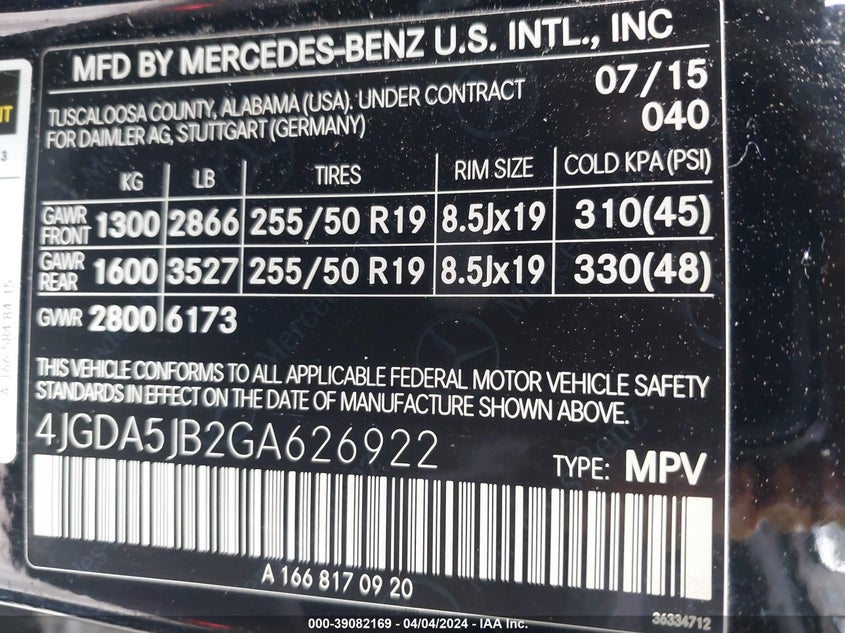 MFD BY MERCEDES-BENZ U.S. INTL., INC
TUSCALOOSA COUNTY, ALABAMA (USA). UNDER CONTRACT
FOR DAIMLER AG, STUTTGART (GERMANY)
07/15
040
KG LB TIRES RIM SIZE COLD KPA (PSI)
GAWR FRONT 1300 2866 255/50 R19 8.5Jx19 310(45)
GAWR REAR 1600 3527 255/50 R19 8.5Jx19 330(48)
GVWR 2800 6173
THIS VEHICLE CONFORMS TO ALL APPLICABLE FEDERAL MOTOR VEHICLE SAFETY
STANDARDS IN EFFECT ON THE DATE OF MANUFACTURE SHOWN ABOVE.
4JGDA5JB2GA626922
TYPE: MPV
A 166 817 09 20
36334712
A 166 584 84 15
000-39082169 - 04/04/2024 - IAA Inc.